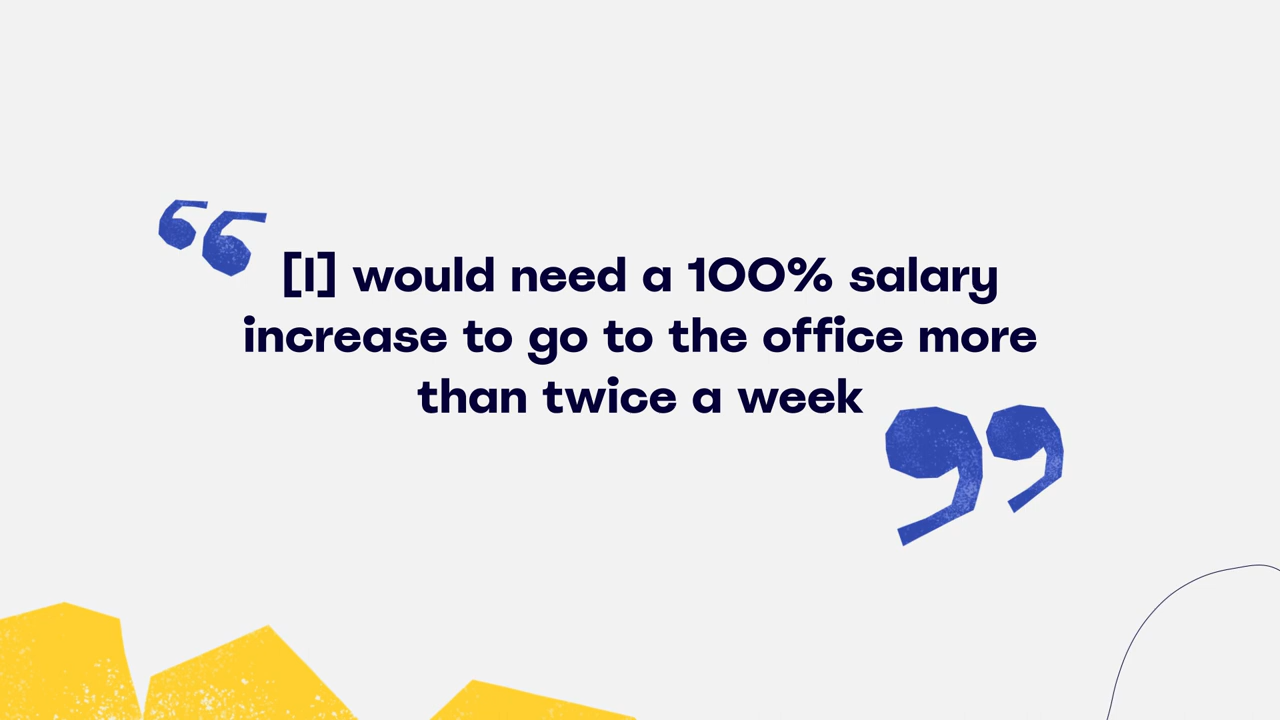 “[I] would need a 100% salary
increase to go to the office more
than twice a week”